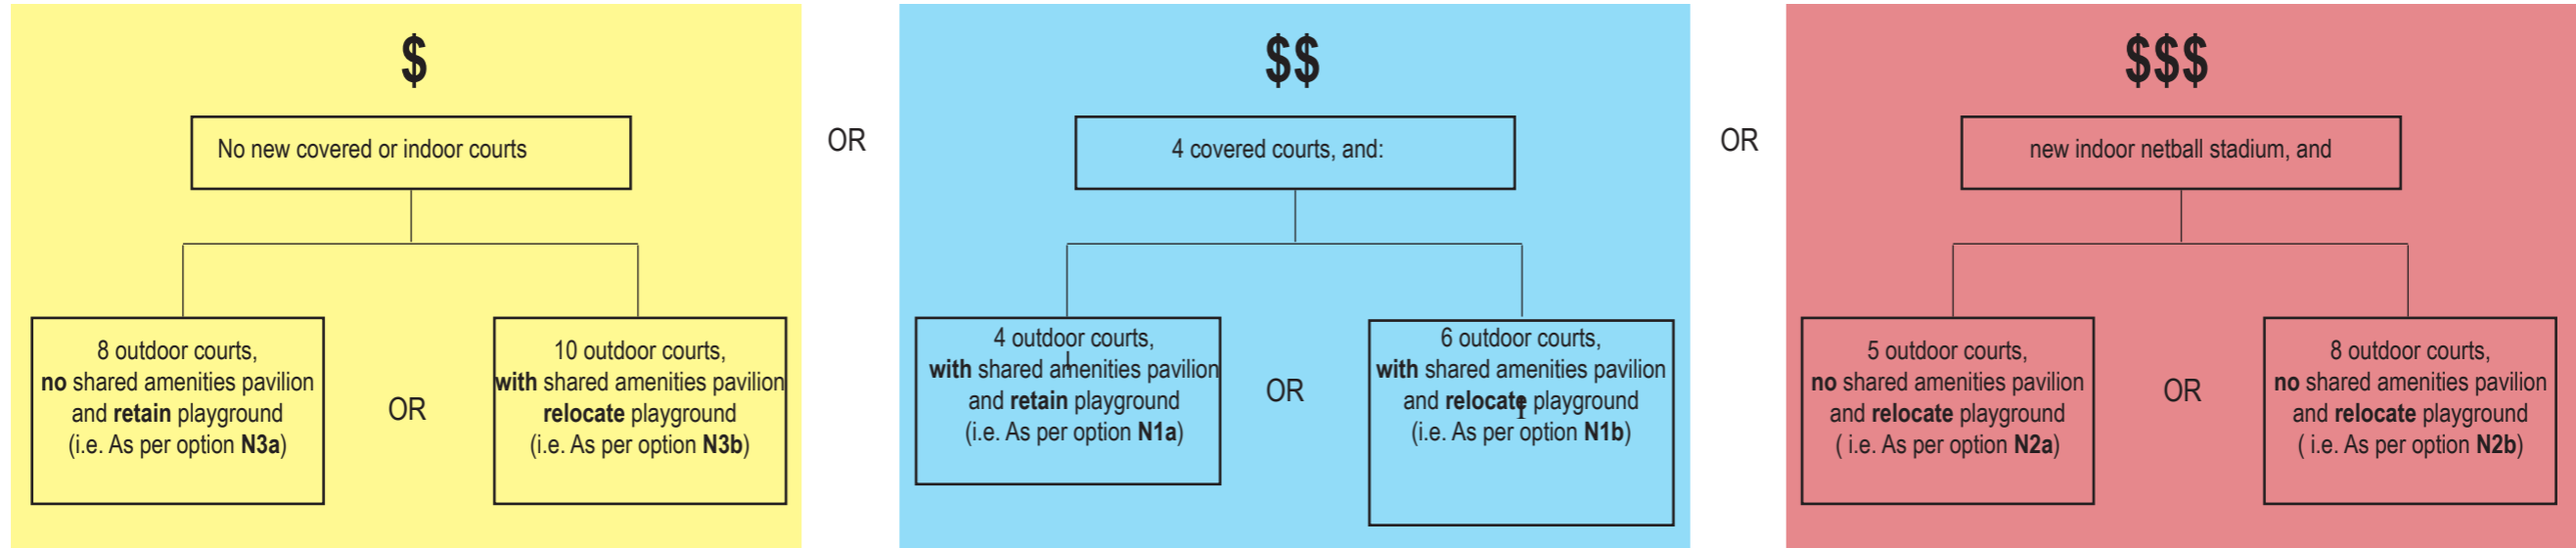 $
No new covered or indoor courts
8 outdoor courts,
no shared amenities pavilion
and retain playground
(i.e. As per option N3a)
OR
10 outdoor courts,
with shared amenities pavilion
relocate playground
(i.e. As per option N3b)
OR
$$
4 covered courts, and:
4 outdoor courts,
with shared amenities pavilion
and retain playground
(i.e. As per option N1a)
OR
6 outdoor courts,
with shared amenities pavilion
and relocate playground
(i.e. As per option N1b)
OR
$$$
new indoor netball stadium, and
5 outdoor courts,
no shared amenities pavilion
and relocate playground
( i.e. As per option N2a)
OR
8 outdoor courts,
no shared amenities pavilion
and relocate playground
( i.e. As per option N2b)